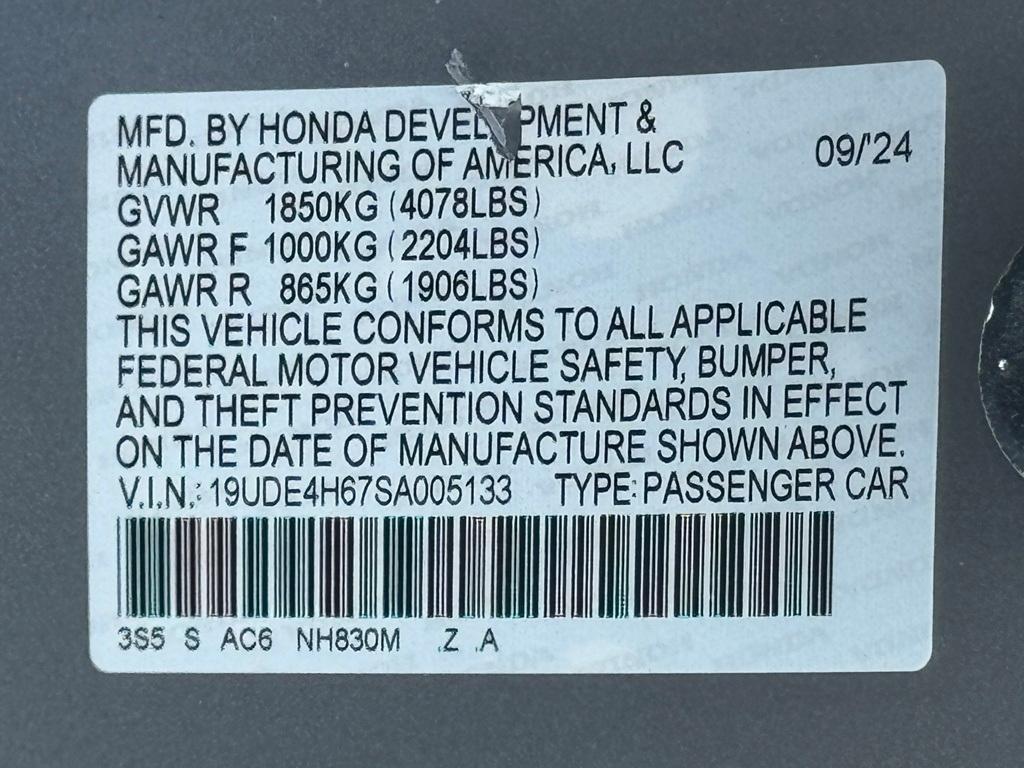 MFD. BY HONDA DEVELOPMENT &
MANUFACTURING OF AMERICA, LLC 09/'24
GVWR 1850KG (4078LBS)
GAWR F 1000KG (2204LBS)
GAWR R 865KG (1906LBS)
THIS VEHICLE CONFORMS TO ALL APPLICABLE
FEDERAL MOTOR VEHICLE SAFETY, BUMPER,
AND THEFT PREVENTION STANDARDS IN EFFECT
ON THE DATE OF MANUFACTURE SHOWN ABOVE.
V.I.N.: 19UDE4H67SA005133 TYPE: PASSENGER CAR
3S5 S AC6 NH830M .Z .A